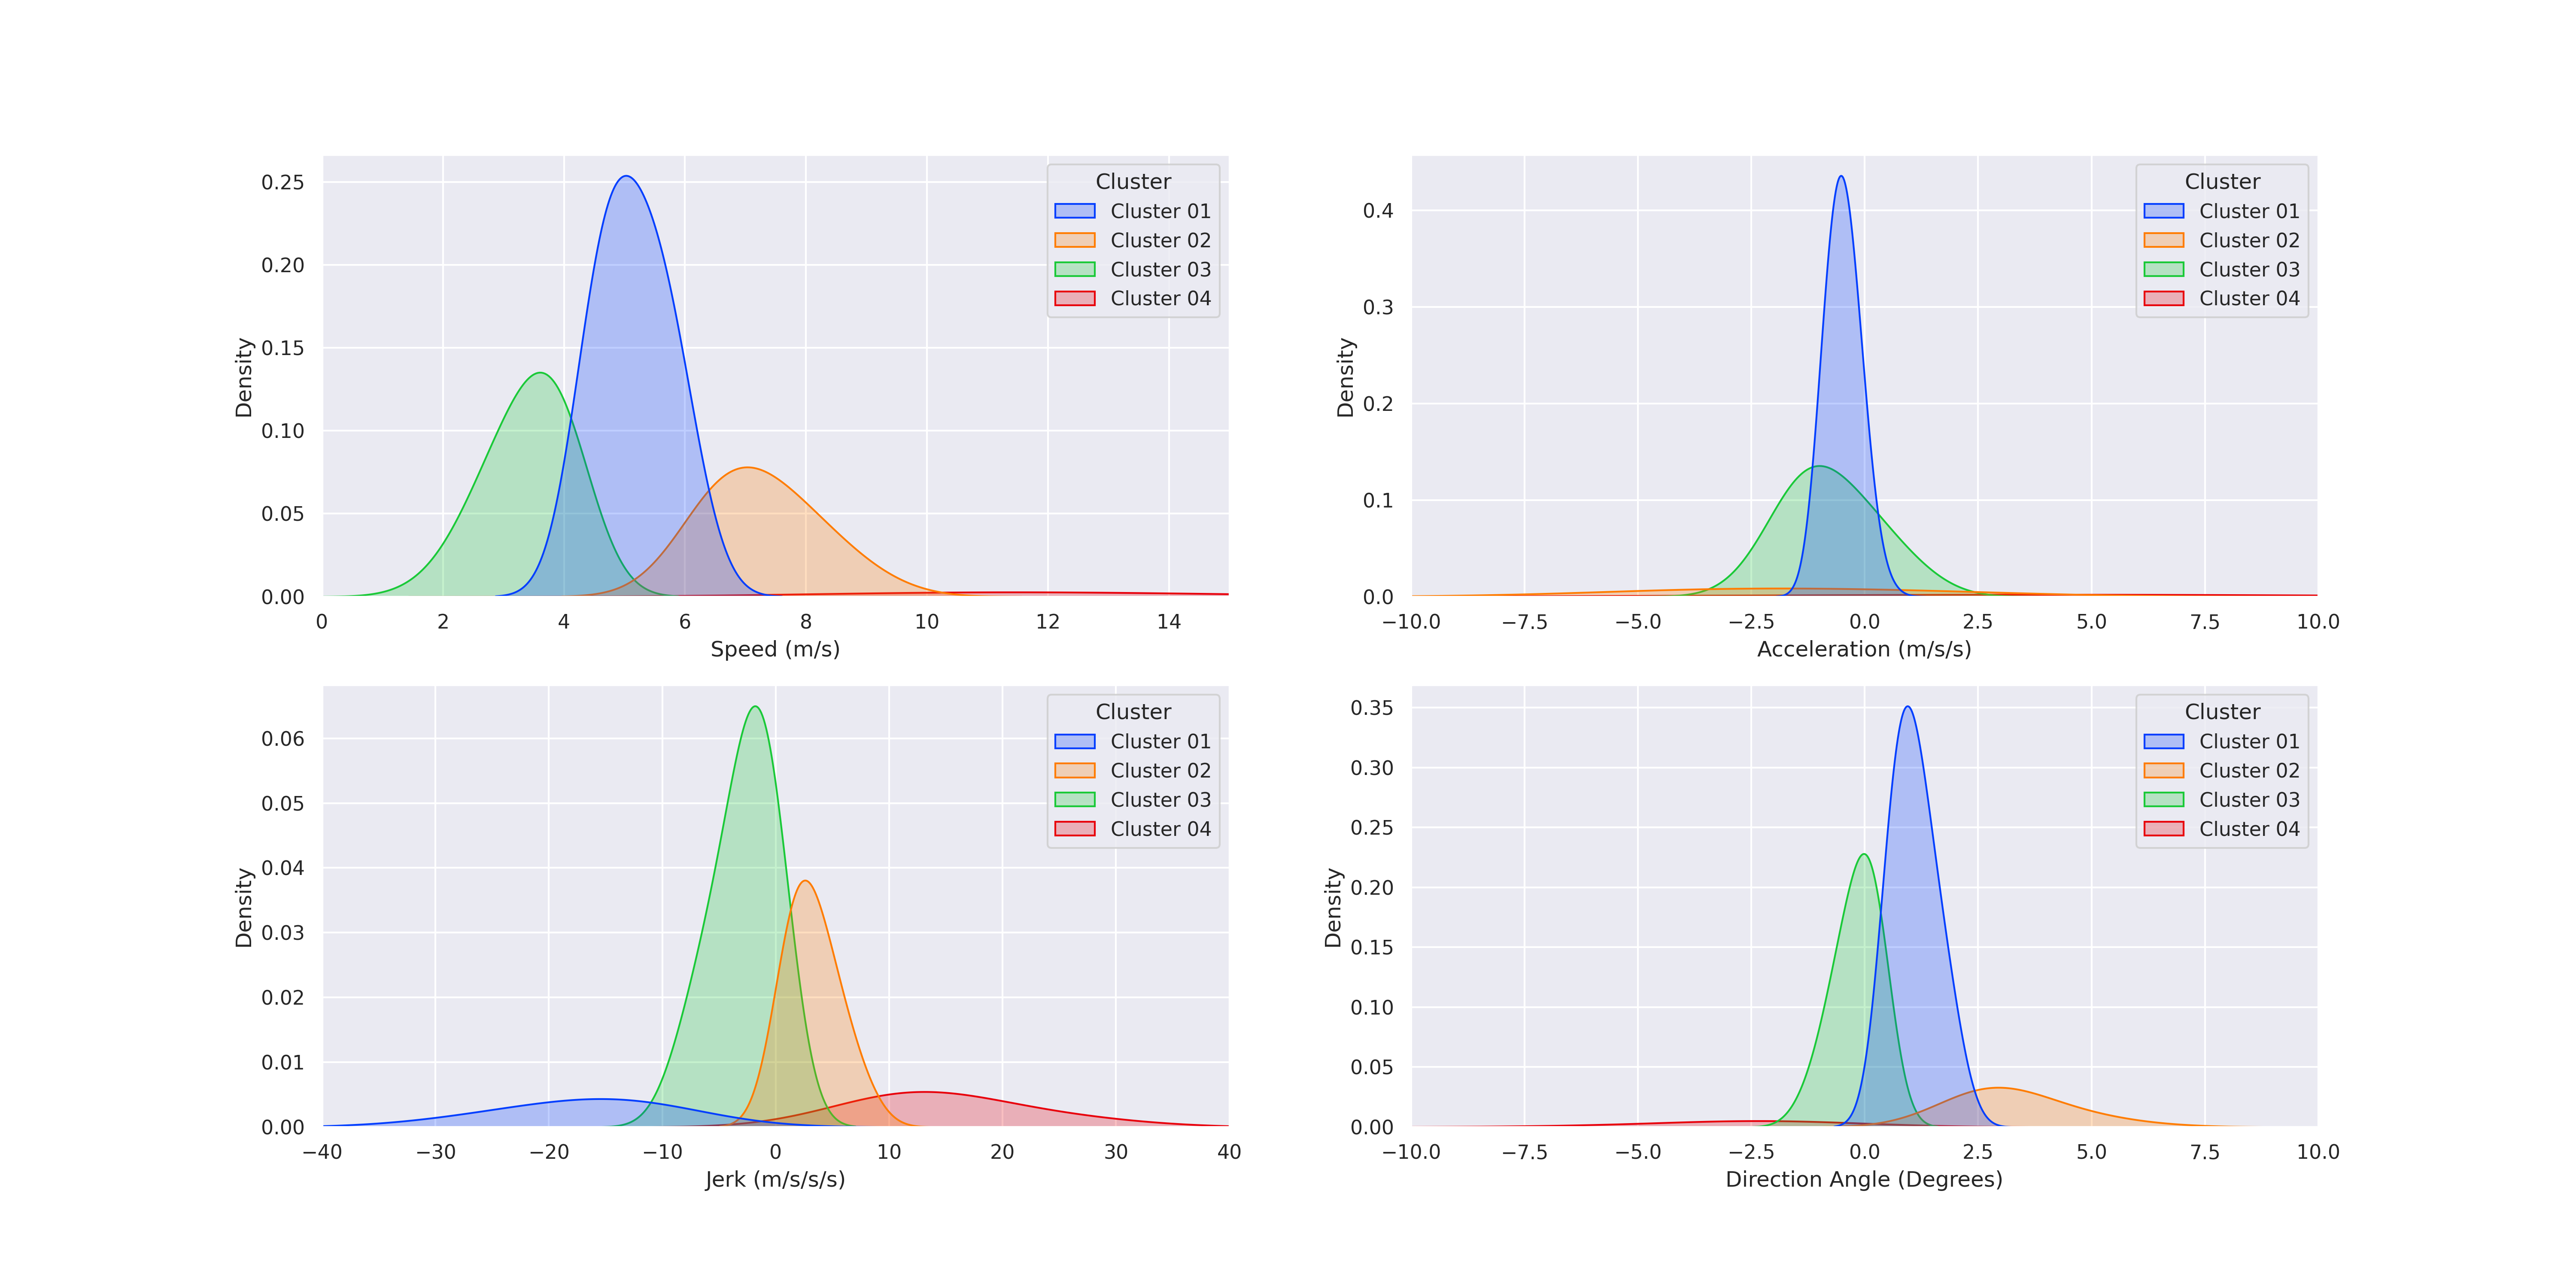 0.25
0.20
0.15
0.10
0.05
0.00
Density
0 2 4 6 8 10 12 14
Speed (m/s)
Cluster
Cluster 01
Cluster 02
Cluster 03
Cluster 04
0.4
0.3
0.2
0.1
0.0
Density
−10.0 −7.5 −5.0 −2.5 0.0 2.5 5.0 7.5 10.0
Acceleration (m/s/s)
Cluster
Cluster 01
Cluster 02
Cluster 03
Cluster 04
0.06
0.05
0.04
0.03
0.02
0.01
0.00
Density
−40 −30 −20 −10 0 10 20 30 40
Jerk (m/s/s/s)
Cluster
Cluster 01
Cluster 02
Cluster 03
Cluster 04
0.35
0.30
0.25
0.20
0.15
0.10
0.05
0.00
Density
−10.0 −7.5 −5.0 −2.5 0.0 2.5 5.0 7.5 10.0
Direction Angle (Degrees)
Cluster
Cluster 01
Cluster 02
Cluster 03
Cluster 04